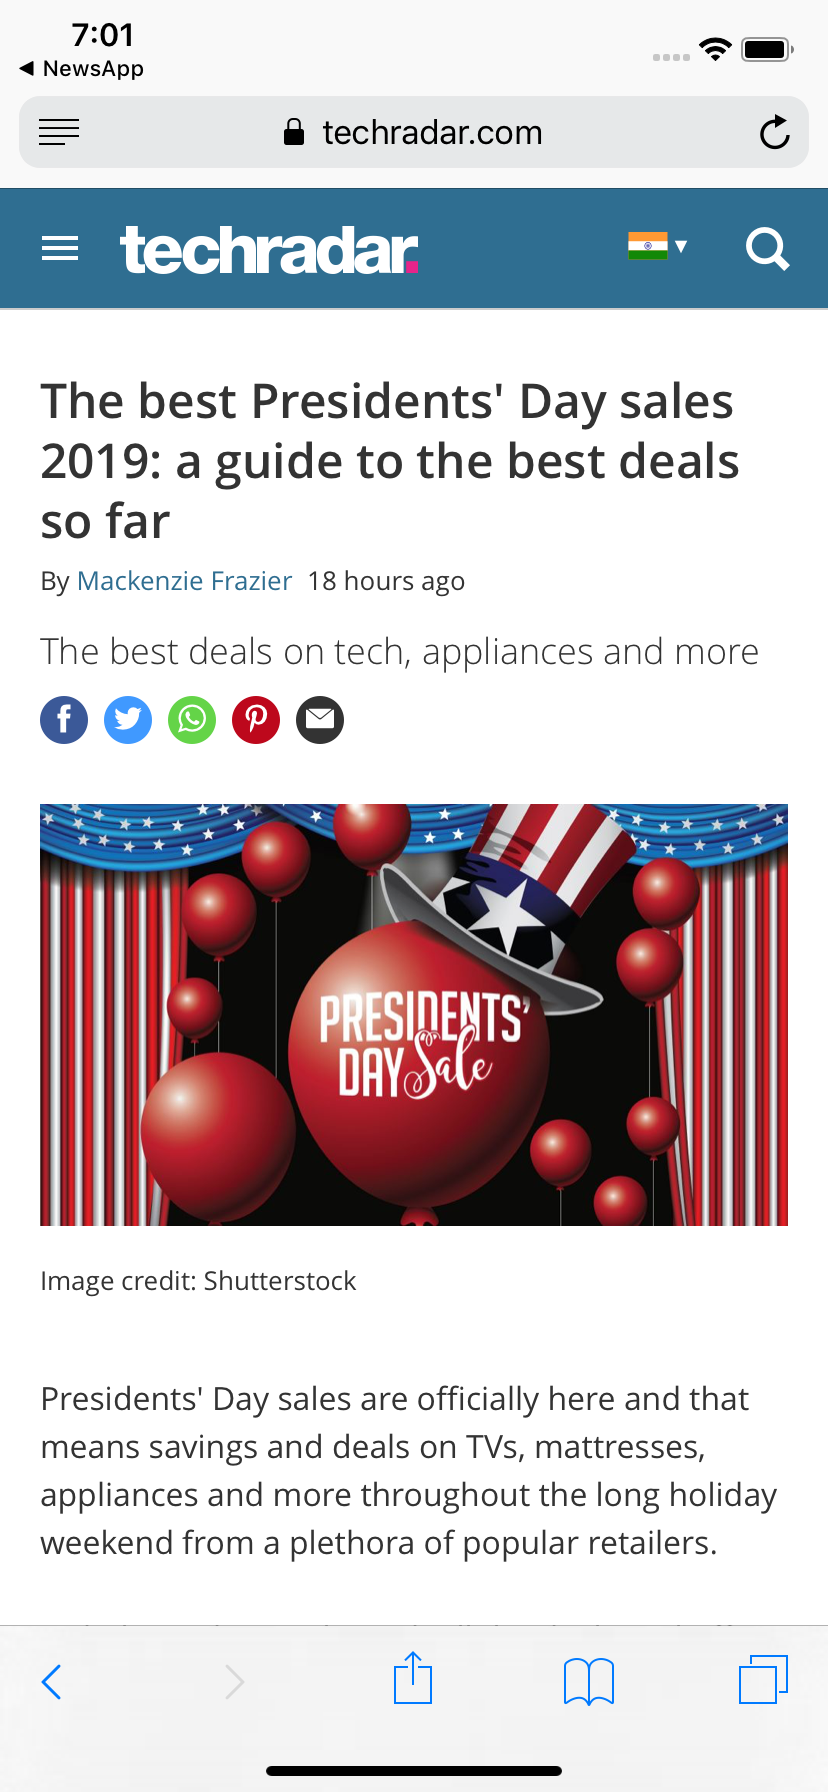 7:01
◀ NewsApp
techradar.com
techradar.
The best Presidents' Day sales
2019: a guide to the best deals
so far
By Mackenzie Frazier 18 hours ago
The best deals on tech, appliances and more
PRESIDENTS'
DAY Sale
Image credit: Shutterstock
Presidents' Day sales are officially here and that
means savings and deals on TVs, mattresses,
appliances and more throughout the long holiday
weekend from a plethora of popular retailers.